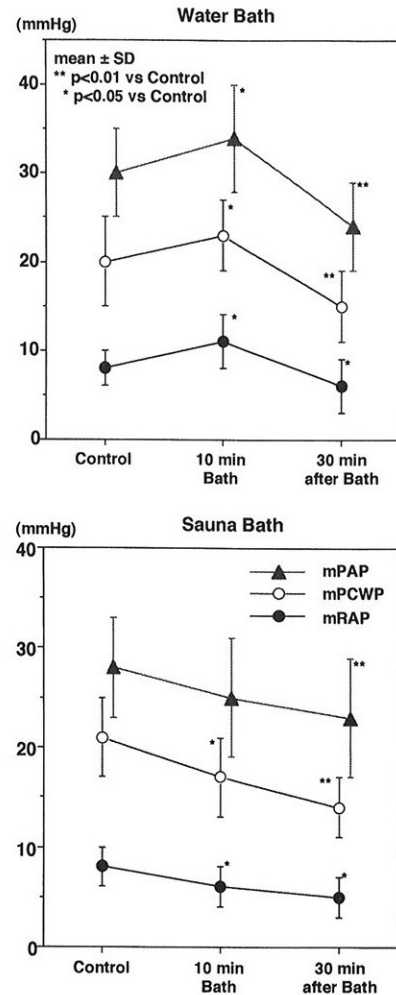 Water Bath
(mmHg)
mean ± SD
** p<0.01 vs Control
* p<0.05 vs Control
40
30
20
10
0
*
**
*
**
*
*
Control
10 min
Bath
30 min
after Bath
Sauna Bath
(mmHg)
40
30
20
10
0
mPAP
mPCWP
mRAP
**
*
**
*
*
Control
10 min
Bath
30 min
after Bath